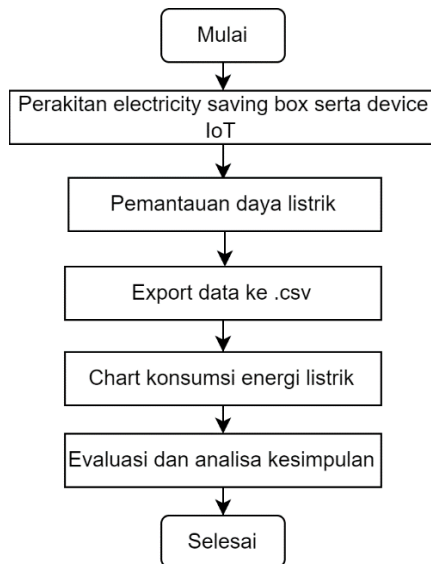 Mulai
Perakitan electricity saving box serta device
IoT
Pemantauan daya listrik
Export data ke .csv
Chart konsumsi energi listrik
Evaluasi dan analisa kesimpulan
Selesai